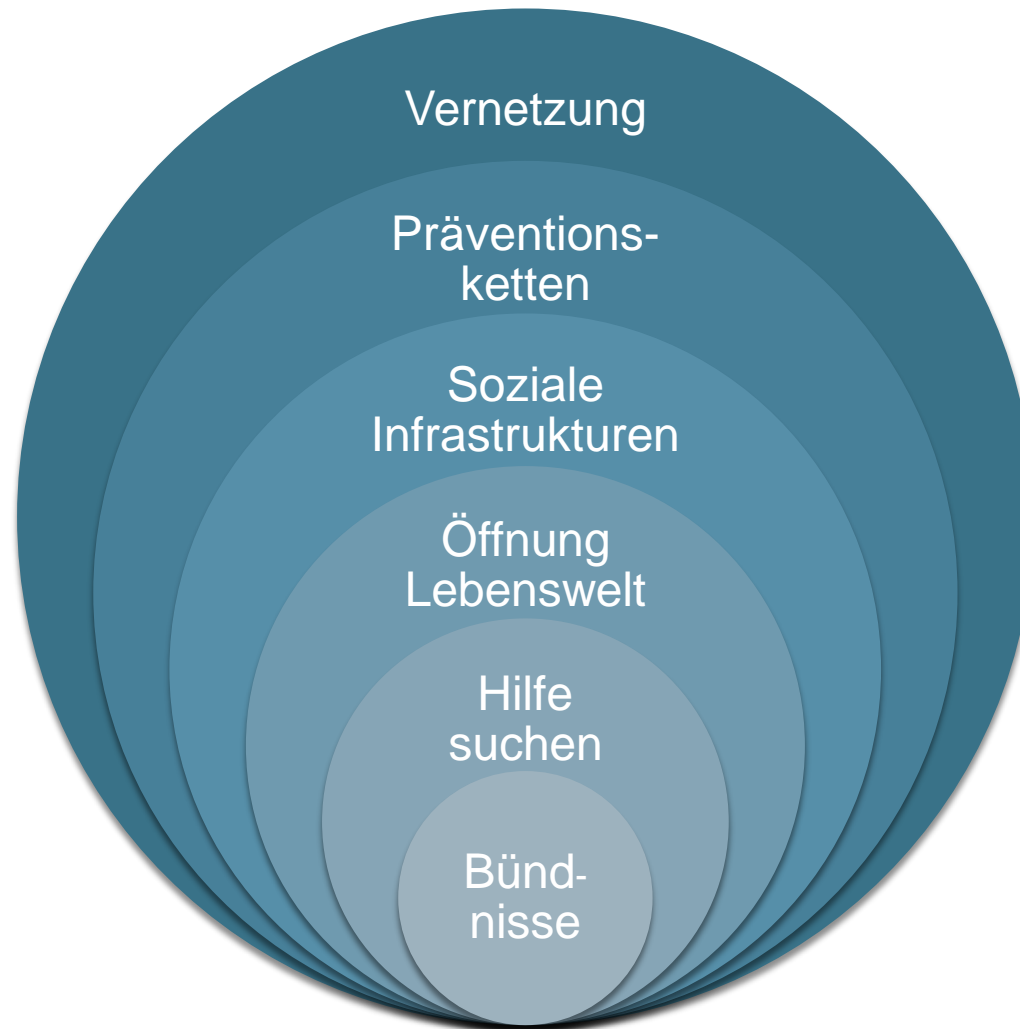 Vernetzung
Präventions-
ketten
Soziale
Infrastrukturen
Öffnung
Lebenswelt
Hilfe
suchen
Bünd-
nisse